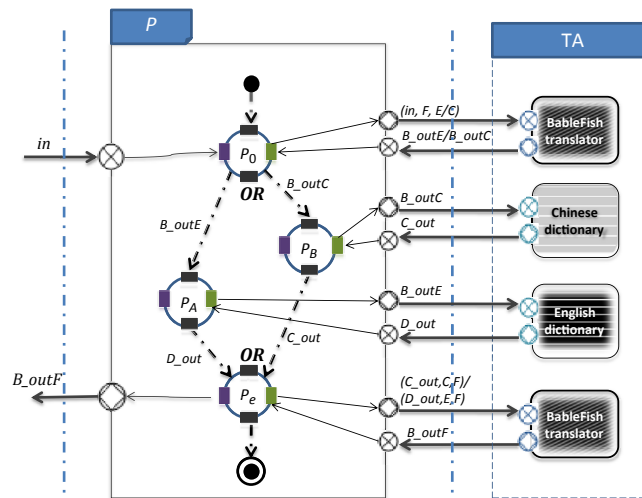 P
TA
in
(in, F, E/C)
B_outE/B_outC
BableFish
translator
P0
OR
B_outC
B_outE
B_outC
C_out
Chinese
dictionary
PB
PA
B_outE
D_out
English
dictionary
D_out
C_out
OR
Pe
B_outF
(C_out,C,F)/
(D_out,E,F)
B_outF
BableFish
translator